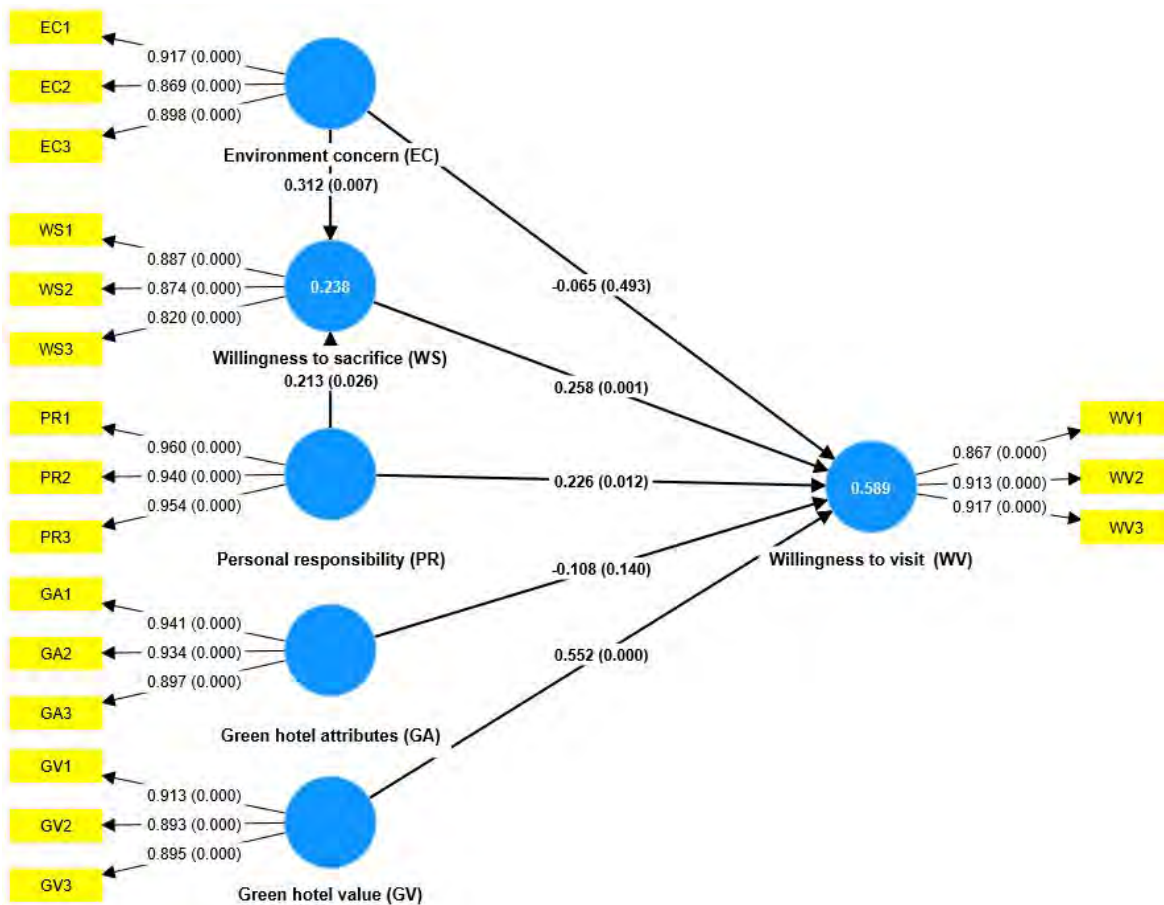 EC1
0.917 (0.000)
EC2
0.869 (0.000)
0.898 (0.000)
EC3
Environment concern (EC)
0.312 (0.007)
WS1
0.887 (0.000)
WS2
0.874 (0.000)
0.238
-0.065 (0.493)
0.820 (0.000)
WS3
Willingness to sacrifice (WS)
0.213 (0.026)
0.258 (0.001)
PR1
0.960 (0.000)
PR2
0.940 (0.000)
0.226 (0.012)
0.954 (0.000)
PR3
Personal responsibility (PR)
0.589
WV1
0.867 (0.000)
0.913 (0.000)
WV2
0.917 (0.000)
WV3
Willingness to visit (WV)
-0.108 (0.140)
GA1
0.941 (0.000)
GA2
0.934 (0.000)
0.897 (0.000)
GA3
0.552 (0.000)
Green hotel attributes (GA)
GV1
0.913 (0.000)
GV2
0.893 (0.000)
0.895 (0.000)
GV3
Green hotel value (GV)